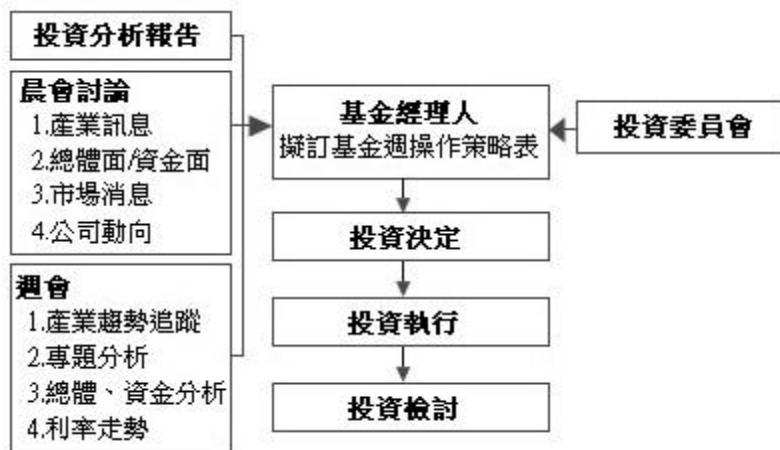 投資分析報告
晨會討論
1.產業訊息
2.總體面/資金面
3.市場消息
4.公司動向
週會
1.產業趨勢追蹤
2.專題分析
3.總體、資金分析
4.利率走勢
基金經理人
擬訂基金週操作策略表
投資委員會
投資決定
投資執行
投資檢討